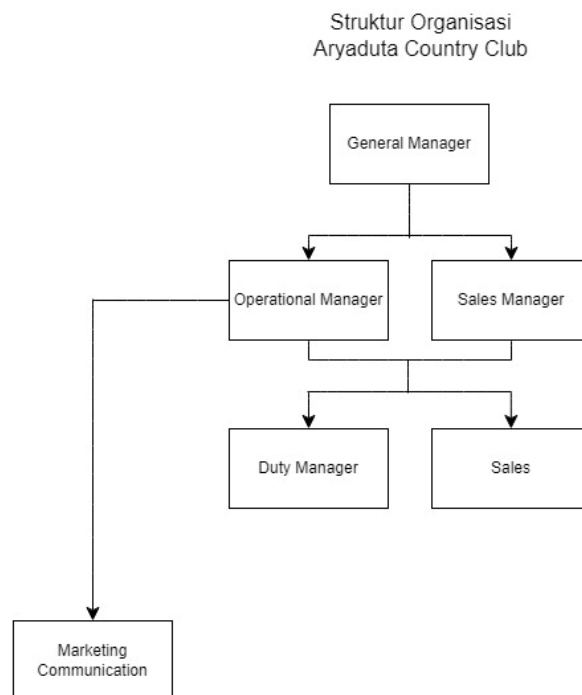 Struktur Organisasi
Aryaduta Country Club
General Manager
Operational Manager
Sales Manager
Duty Manager
Sales
Marketing
Communication